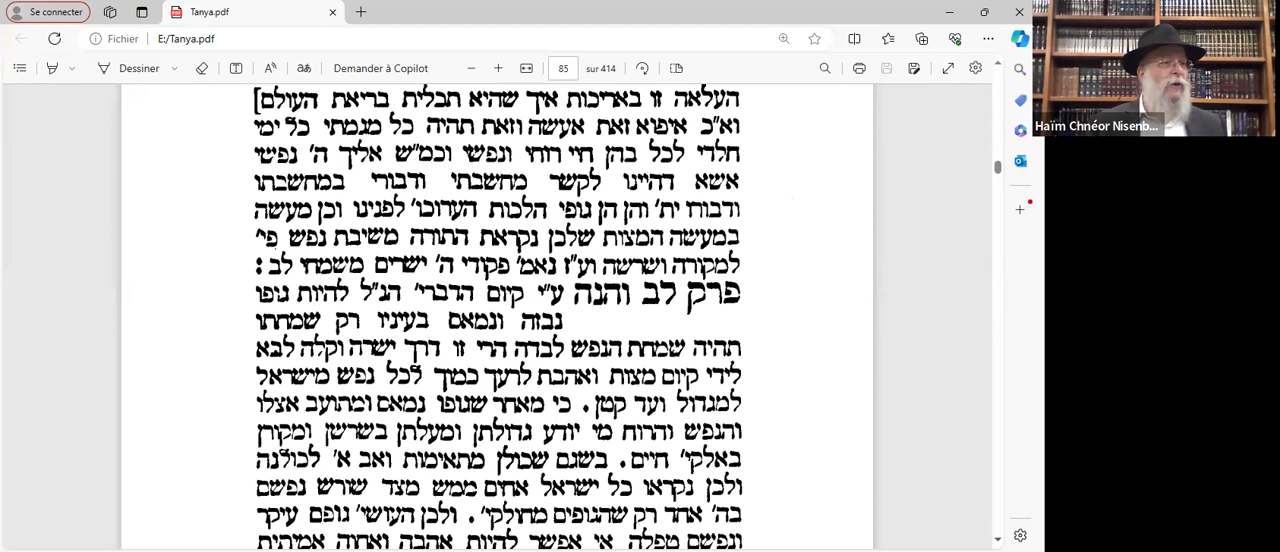 Se connecter
Tanya.pdf
Fichier
E:/Tanya.pdf
Dessiner
Demander à Copilot
85
sur 414
Haïm Chnéor Nisenb...
העלאה זו באריכות איך שהיא תכלית בריאת העולם]
וא"כ איפוא זאת אעשה וזאת תהיה כל מגמתי כל ימי
חלדי לכל בהן חיי רוחי ונפשי וכמ"ש אליך ה' נפשי
אשא דהיינו לקשר מחשבתי ודבורי במחשבתו
ודבורו ית' והן הן גופי הלכות הערוכו' לפנינו וכן מעשה
במעשה המצות שלכן נקראת התורה משיבת נפש פי'
למקורה ושרשה וע"ז נאמ' פקודי ה' ישרים משמחי לב :
פרק לב והנה ע"י קיום הדברי' הנ"ל להיות גופו
נבזה ונמאס בעיניו רק שמחתו
תהיה שמחת הנפש לבדה הרי זו דרך ישרה וקלה לבא
לידי קיום מצות ואהבת לרעך כמוך לכל נפש מישראל
למגדול ועד קטן. כי מאחר שגופו נמאס ומתועב אצלו
והנפש והרוח מי יודע גדולתן ומעלתן בשרשן ומקורן
באלקי' חיים. בשגם שכולן מתאימות ואב א' לכולנה
ולכן נקראו כל ישראל אחים ממש מצד שורש נפשם
בה' אחד רק שהגופים מחולקי'. ולכן העושי' גופם עיקר
ונפשם טפלה אי אפשר להיות אהבה ואחוה אמיתית